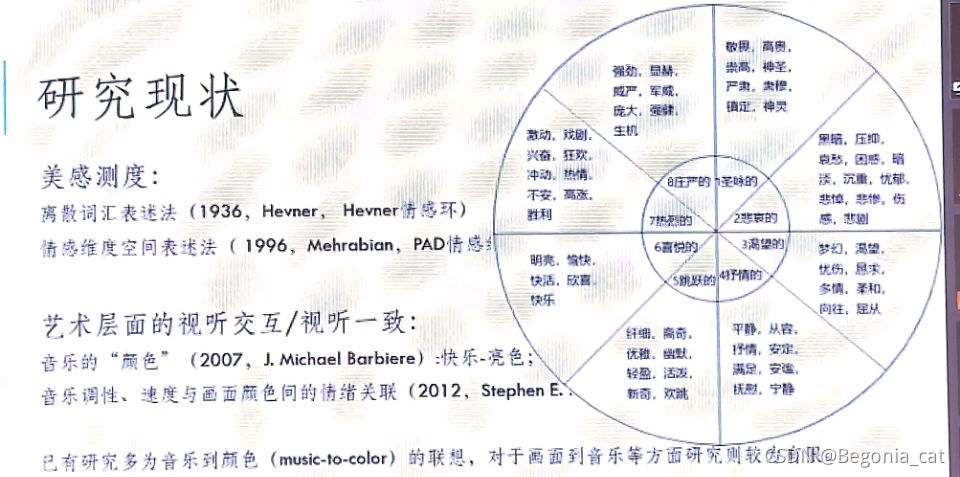 研究现状
美感测度：
离散词汇表述法（1936，Hevner， Hevner情感环）
情感维度空间表述法（ 1996，Mehrabian，PAD情感
艺术层面的视听交互/视听一致：
音乐的“颜色”（2007，J. Michael Barbiere）:快乐-亮色；
音乐调性、速度与画面颜色间的情绪关联（2012，Stephen E.
已有研究多为音乐到颜色（music-to-color）的联想，对于画面到音乐等方面研究则较为有限
敬畏，高贵，
崇高，神圣，
严肃，肃穆，
镇定，神灵
黑暗，压抑，
哀愁，困惑，暗
淡，沉重，忧郁，
悲悼，悲惨，伤
感，悲剧
梦幻，渴望，
忧伤，恳求，
多情，柔和，
向往，屈从
平静，从容，
抒情，安定，
满足，安逸，
抚慰，宁静
纤细，离奇，
优雅，幽默，
轻盈，活泼，
新奇，欢跳
明亮，愉快，
快活，欣喜，
快乐
激动，戏剧，
兴奋，狂欢，
冲动，热情，
不安，高涨，
胜利
强劲，显赫，
威严，军威，
庞大，强健，
生机
8庄严的
1圣咏的
7热烈的
2悲哀的
6喜悦的
3渴望的
5跳跃的
4抒情的
CSDN @Begonia_cat